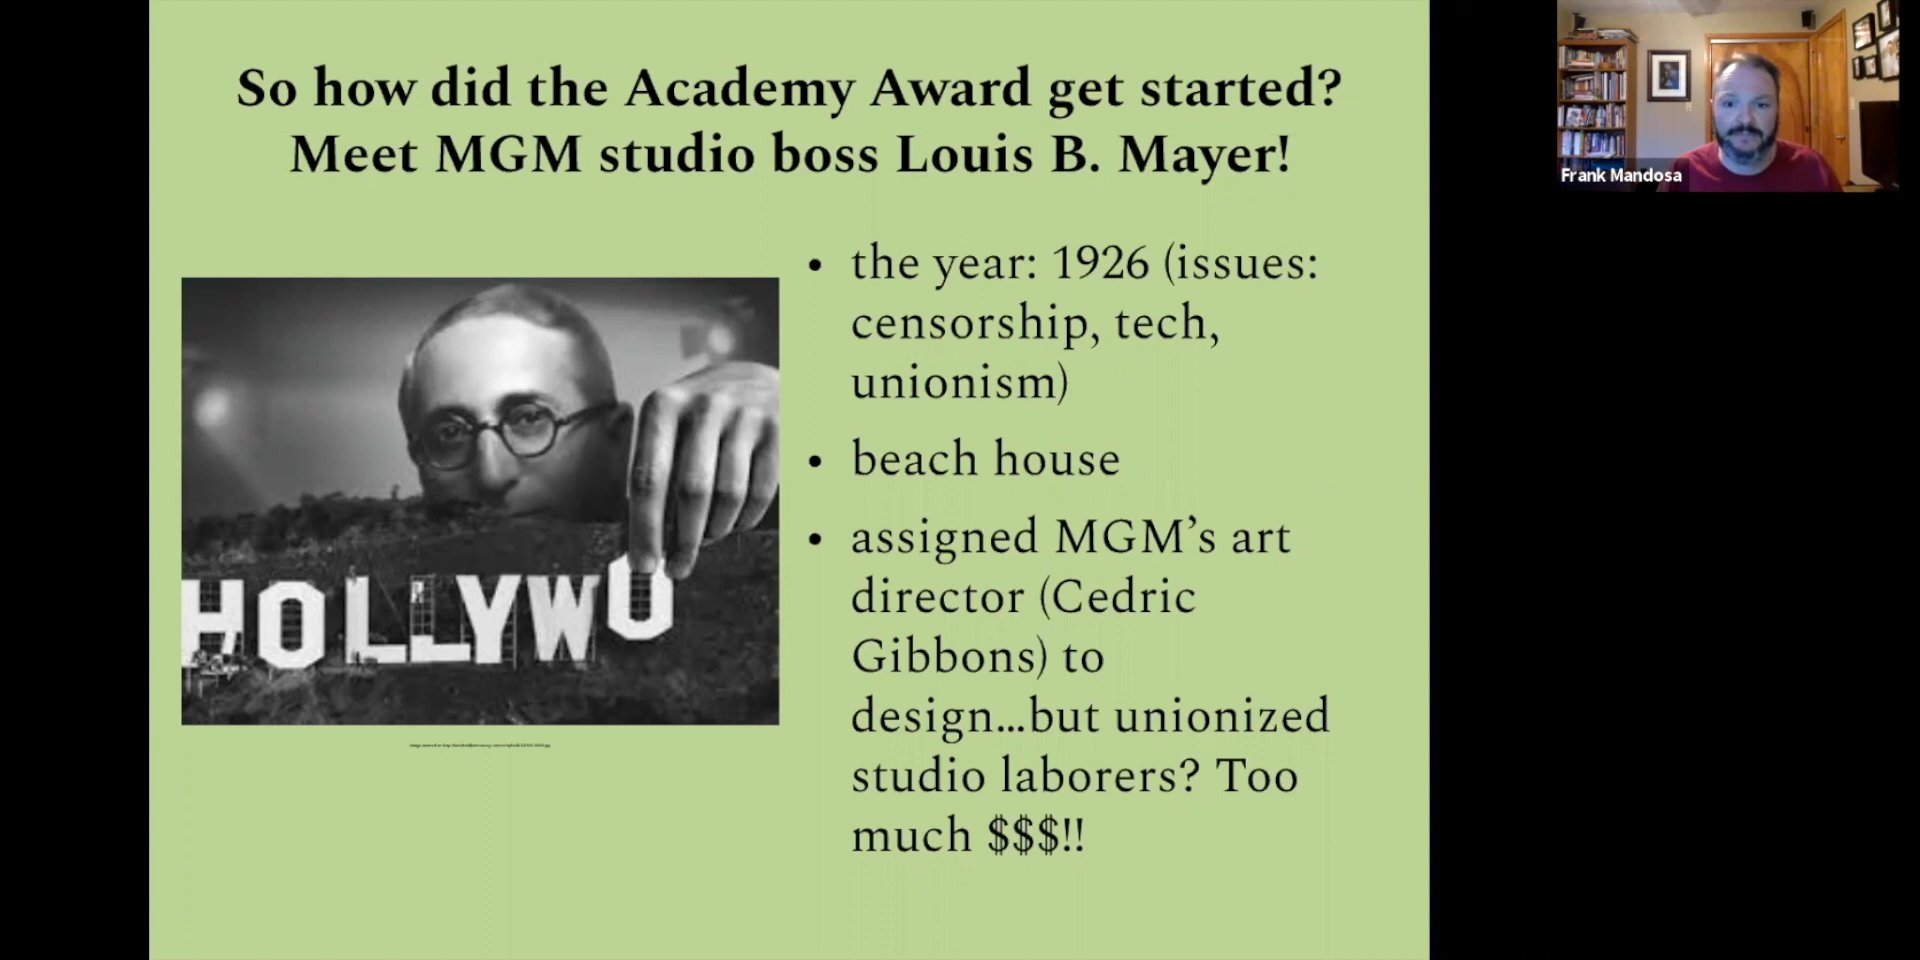 So how did the Academy Award get started?
Meet MGM studio boss Louis B. Mayer!
Frank Mandosa
• the year: 1926 (issues:
censorship, tech,
unionism)
• beach house
• assigned MGM’s art
director (Cedric
Gibbons) to
design...but unionized
studio laborers? Too
much $$$!!
HOLLYWO